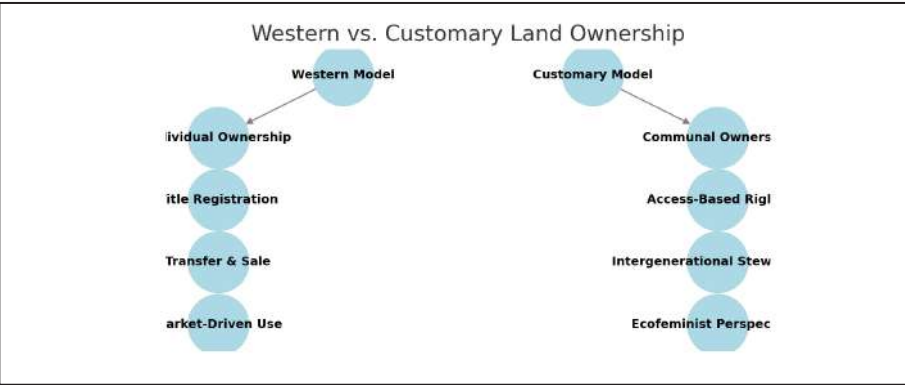 Western vs. Customary Land Ownership
Western Model
Customary Model
ividual Ownership
Communal Owners
itle Registration
Access-Based Rigl
Transfer & Sale
Intergenerational Stew
arket-Driven Use
Ecofeminist Perspec